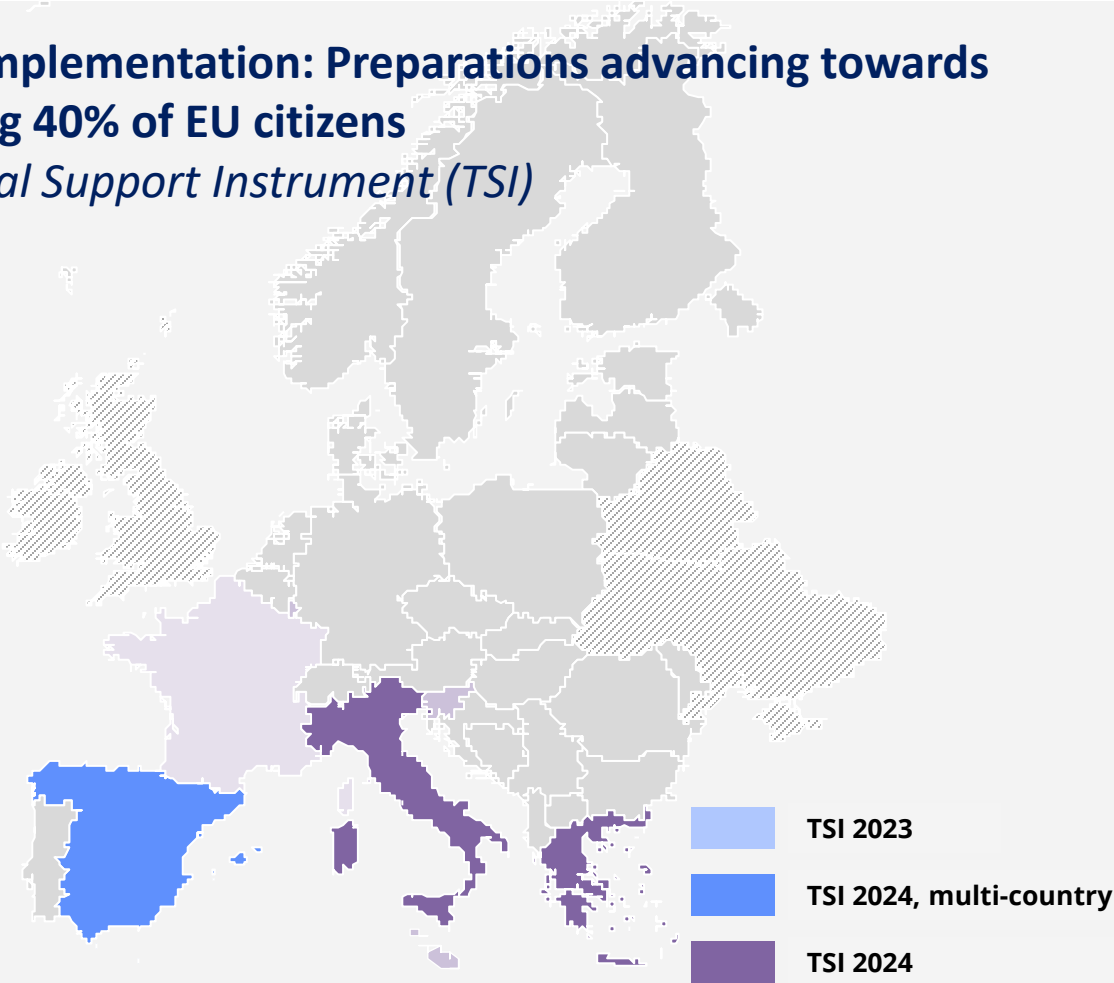 mplementation: Preparations advancing towards
g 40% of EU citizens
al Support Instrument (TSI)
TSI 2023
TSI 2024, multi-country
TSI 2024